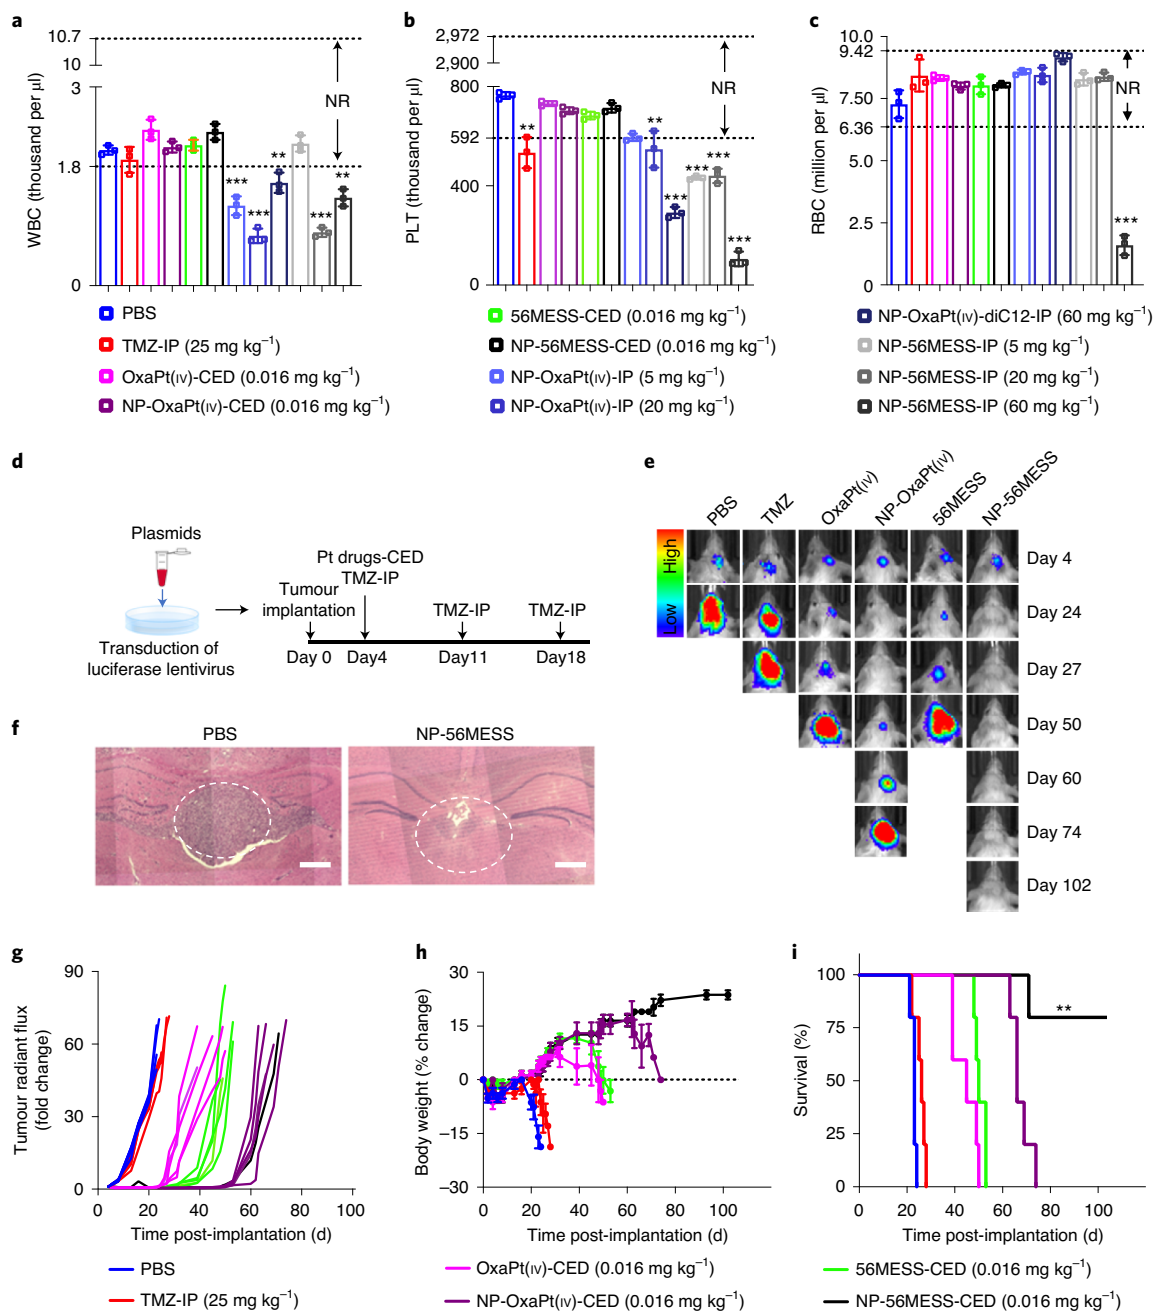 a
WBC (thousand per µl)
10.7
10
3
1.8
0
NR
***
***
**
***
**
b
PLT (thousand per µl)
2,972
2,900
800
592
400
0
NR
**
**
***
***
***
***
c
RBC (million per µl)
10.0
9.42
7.50
6.36
5.0
2.5
0
NR
***
PBS
TMZ-IP (25 mg kg⁻¹)
OxaPt(IV)-CED (0.016 mg kg⁻¹)
NP-OxaPt(IV)-CED (0.016 mg kg⁻¹)
56MESS-CED (0.016 mg kg⁻¹)
NP-56MESS-CED (0.016 mg kg⁻¹)
NP-OxaPt(IV)-IP (5 mg kg⁻¹)
NP-OxaPt(IV)-IP (20 mg kg⁻¹)
NP-OxaPt(IV)-diC12-IP (60 mg kg⁻¹)
NP-56MESS-IP (5 mg kg⁻¹)
NP-56MESS-IP (20 mg kg⁻¹)
NP-56MESS-IP (60 mg kg⁻¹)
d
Plasmids
Transduction of
luciferase lentivirus
Tumour
implantation
Pt drugs-CED
TMZ-IP
TMZ-IP
TMZ-IP
Day 0
Day4
Day11
Day18
e
PBS
TMZ
OxaPt(IV)
NP-OxaPt(IV)
56MESS
NP-56MESS
High
Low
Day 4
Day 24
Day 27
Day 50
Day 60
Day 74
Day 102
f
PBS
NP-56MESS
g
Tumour radiant flux
(fold change)
90
60
30
0
0 20 40 60 80 100
Time post-implantation (d)
h
Body weight (% change)
30
15
0
–15
–30
0 20 40 60 80 100
Time post-implantation (d)
i
Survival (%)
100
75
50
25
0
**
0 20 40 60 80 100
Time post-implantation (d)
PBS
TMZ-IP (25 mg kg⁻¹)
OxaPt(IV)-CED (0.016 mg kg⁻¹)
NP-OxaPt(IV)-CED (0.016 mg kg⁻¹)
56MESS-CED (0.016 mg kg⁻¹)
NP-56MESS-CED (0.016 mg kg⁻¹)